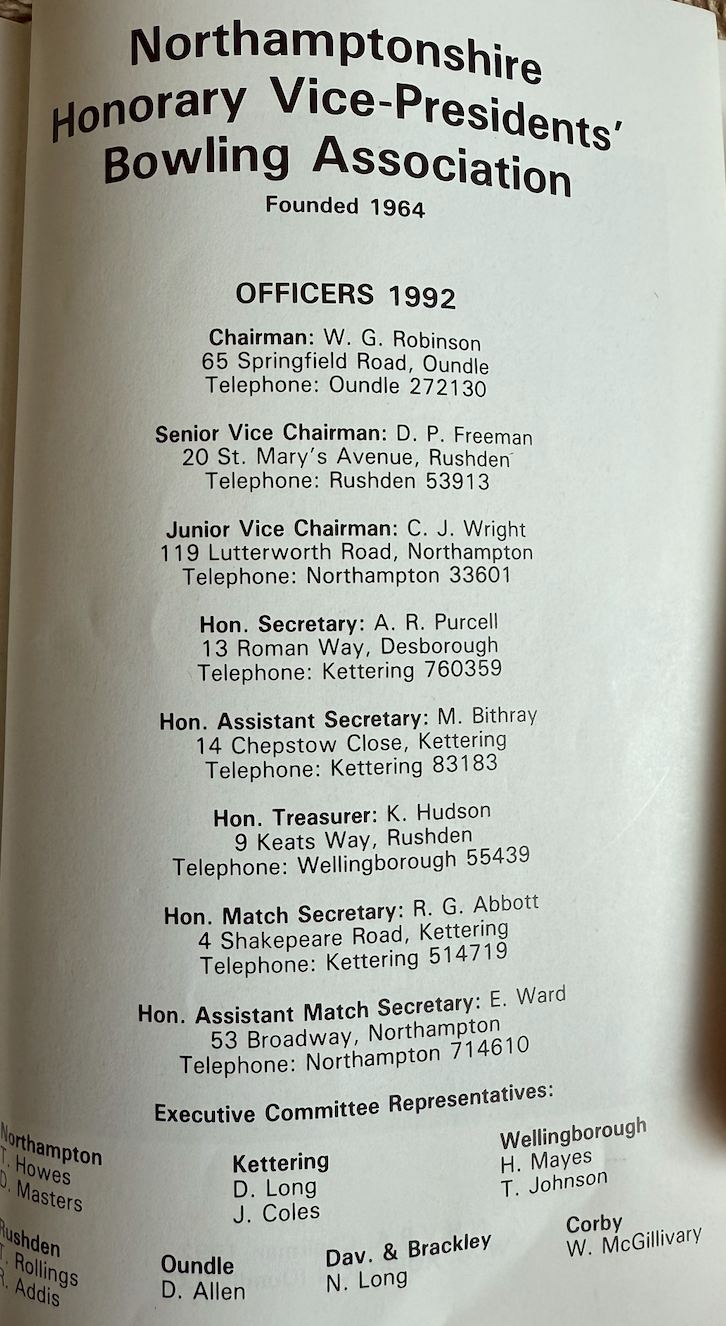 Northamptonshire
Honorary Vice-Presidents'
Bowling Association
Founded 1964
OFFICERS 1992
Chairman: W. G. Robinson
65 Springfield Road, Oundle
Telephone: Oundle 272130
Senior Vice Chairman: D. P. Freeman
20 St. Mary's Avenue, Rushden
Telephone: Rushden 53913
Junior Vice Chairman: C. J. Wright
119 Lutterworth Road, Northampton
Telephone: Northampton 33601
Hon. Secretary: A. R. Purcell
13 Roman Way, Desborough
Telephone: Kettering 760359
Hon. Assistant Secretary: M. Bithray
14 Chepstow Close, Kettering
Telephone: Kettering 83183
Hon. Treasurer: K. Hudson
9 Keats Way, Rushden
Telephone: Wellingborough 55439
Hon. Match Secretary: R. G. Abbott
4 Shakepeare Road, Kettering
Telephone: Kettering 514719
Hon. Assistant Match Secretary: E. Ward
53 Broadway, Northampton
Telephone: Northampton 714610
Executive Committee Representatives:
Northampton
T. Howes
D. Masters
Kettering
D. Long
J. Coles
Wellingborough
H. Mayes
T. Johnson
Rushden
T. Rollings
R. Addis
Oundle
D. Allen
Dav. & Brackley
N. Long
Corby
W. McGillivary